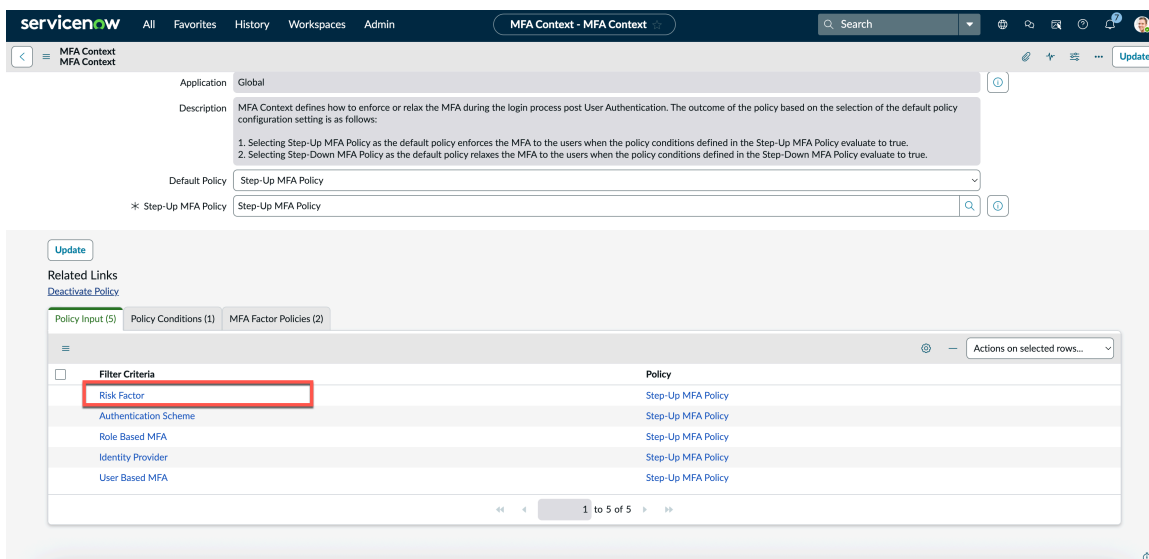 servicenow All Favorites History Workspaces Admin MFA Context - MFA Context Search 7
MFA Context
MFA Context
Update
Application Global
Description MFA Context defines how to enforce or relax the MFA during the login process post User Authentication. The outcome of the policy based on the selection of the default policy
configuration setting is as follows:
1. Selecting Step-Up MFA Policy as the default policy enforces the MFA to the users when the policy conditions defined in the Step-Up MFA Policy evaluate to true.
2. Selecting Step-Down MFA Policy as the default policy relaxes the MFA to the users when the policy conditions defined in the Step-Down MFA Policy evaluate to true.
Default Policy Step-Up MFA Policy
Step-Up MFA Policy Step-Up MFA Policy
Update
Related Links
Deactivate Policy
Policy Input (5) Policy Conditions (1) MFA Factor Policies (2)
Actions on selected rows...
Filter Criteria Policy
Risk Factor Step-Up MFA Policy
Authentication Scheme Step-Up MFA Policy
Role Based MFA Step-Up MFA Policy
Identity Provider Step-Up MFA Policy
User Based MFA Step-Up MFA Policy
1 to 5 of 5